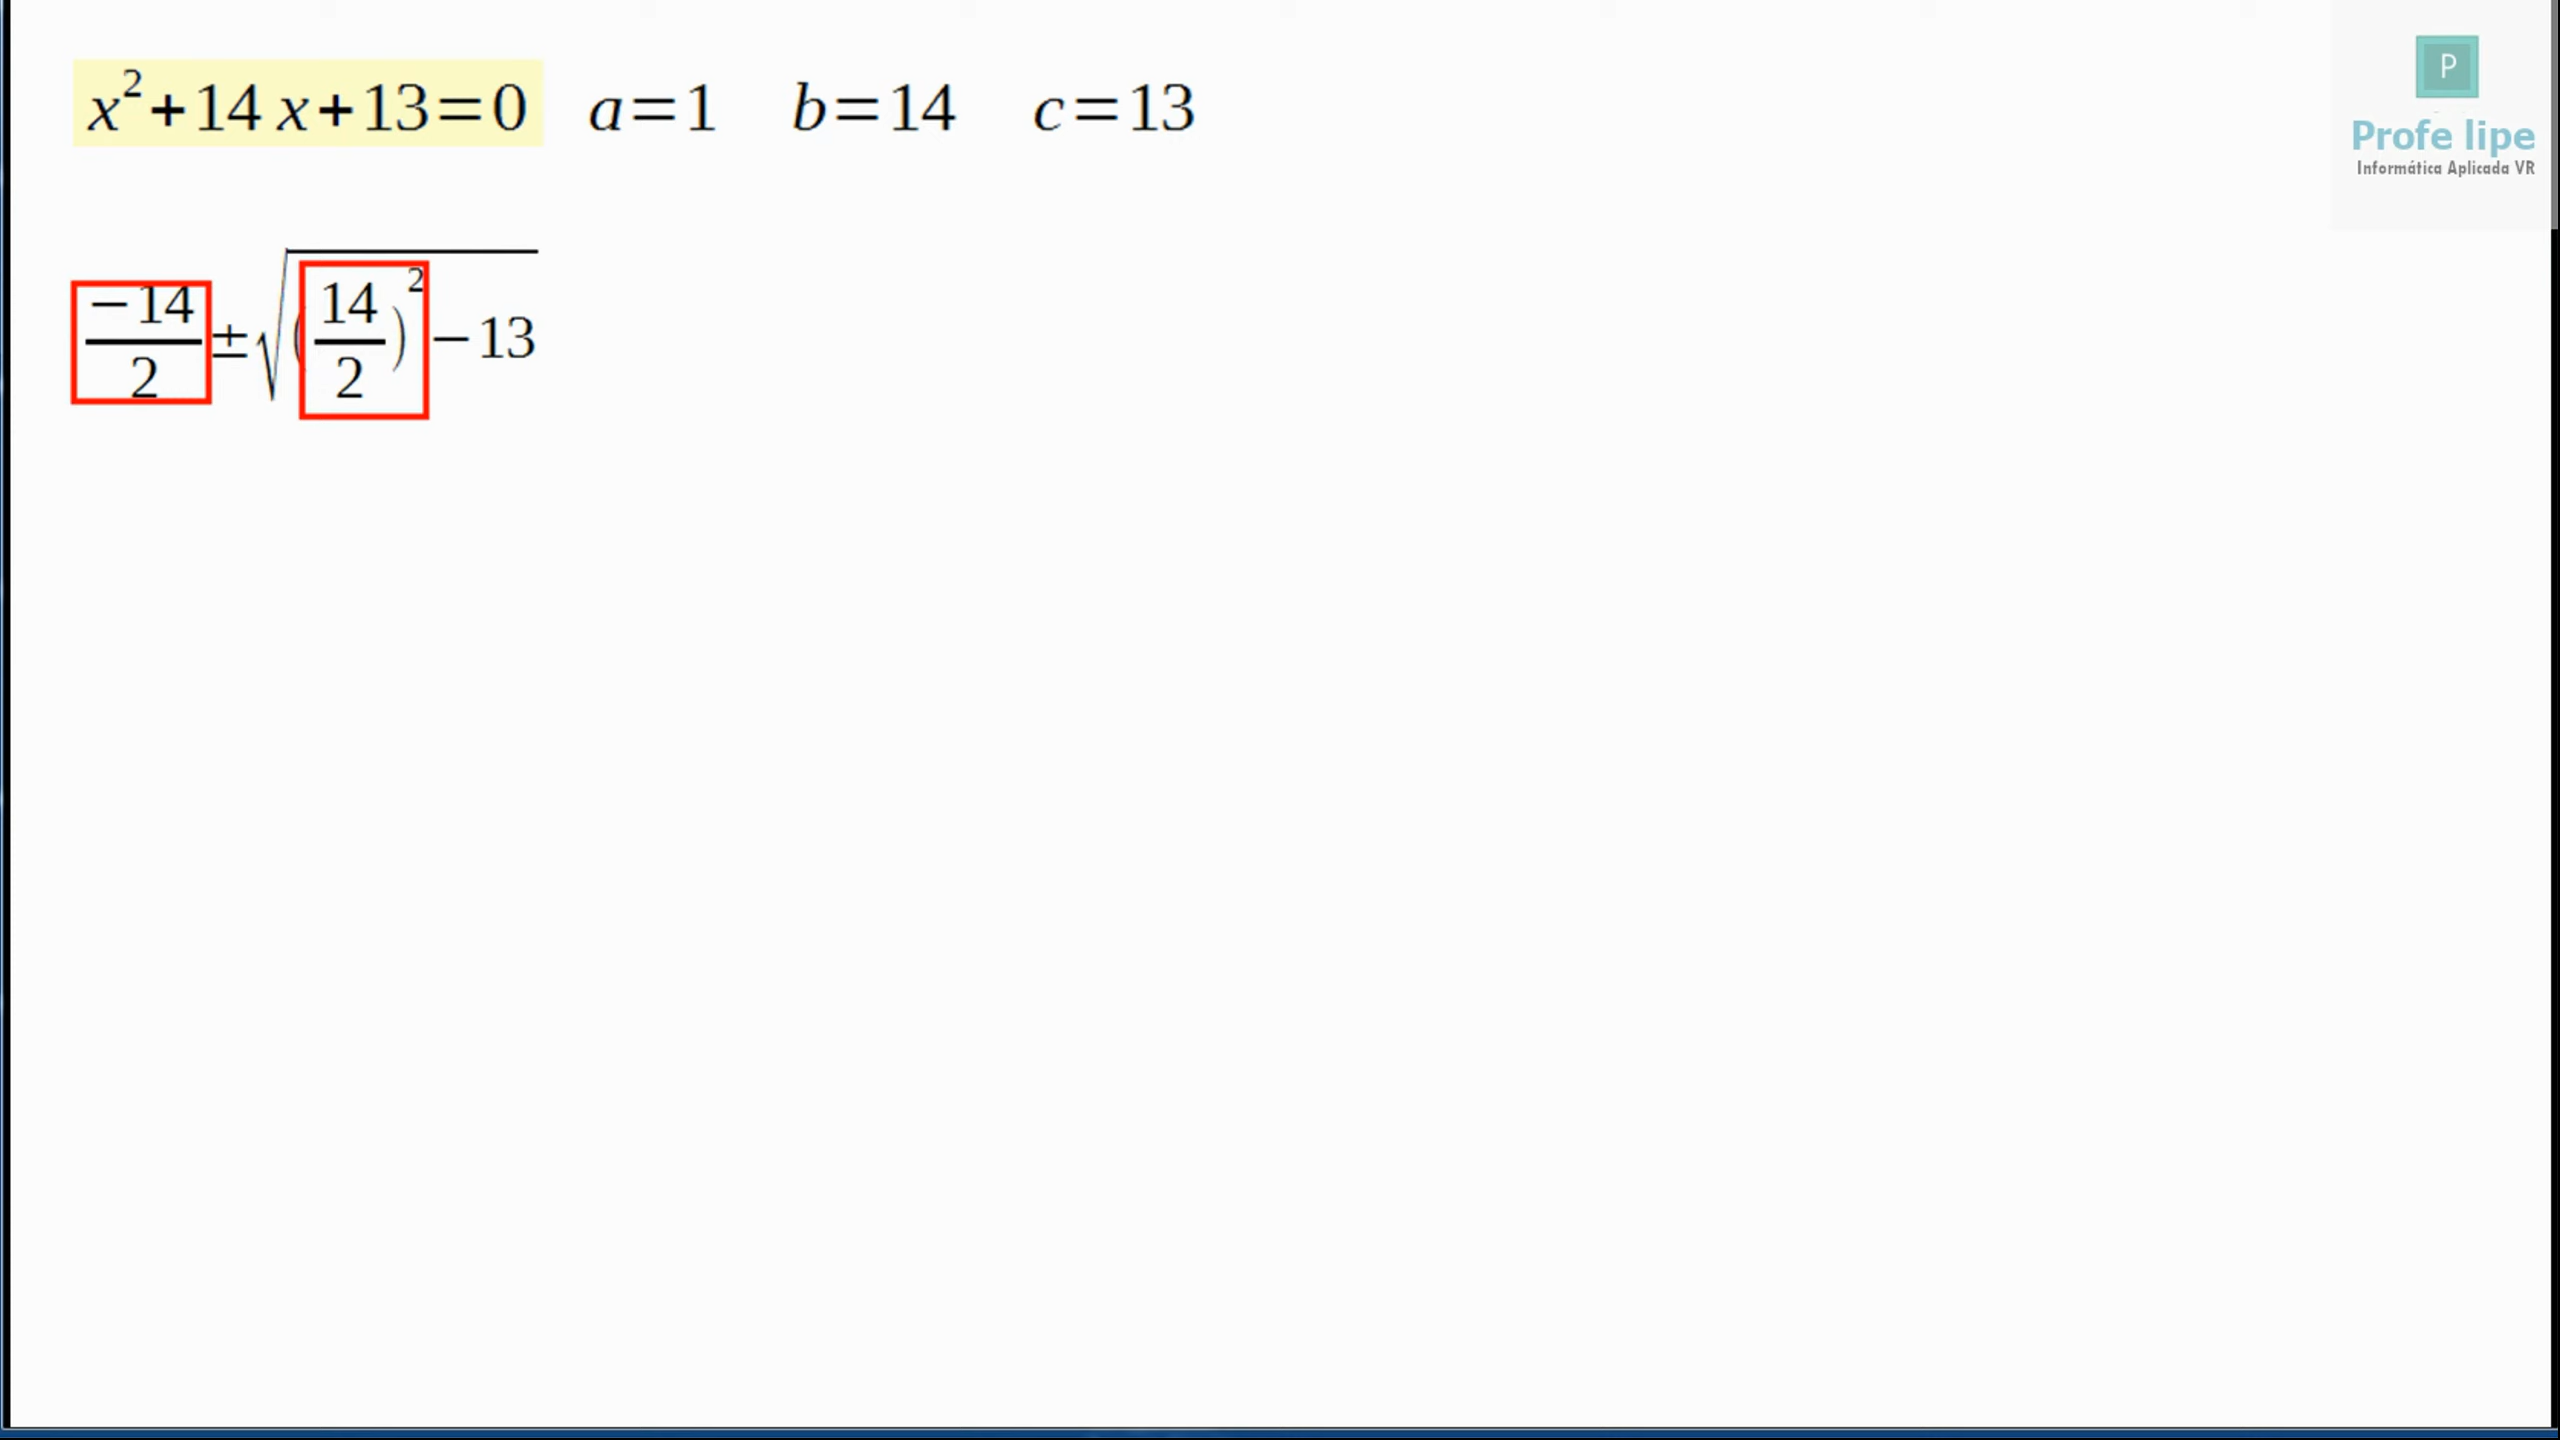 x²+14x+13=0 a=1 b=14 c=13
P
Profe lipe
Informática Aplicada VR
−14/2 ± √((14/2)² −13)